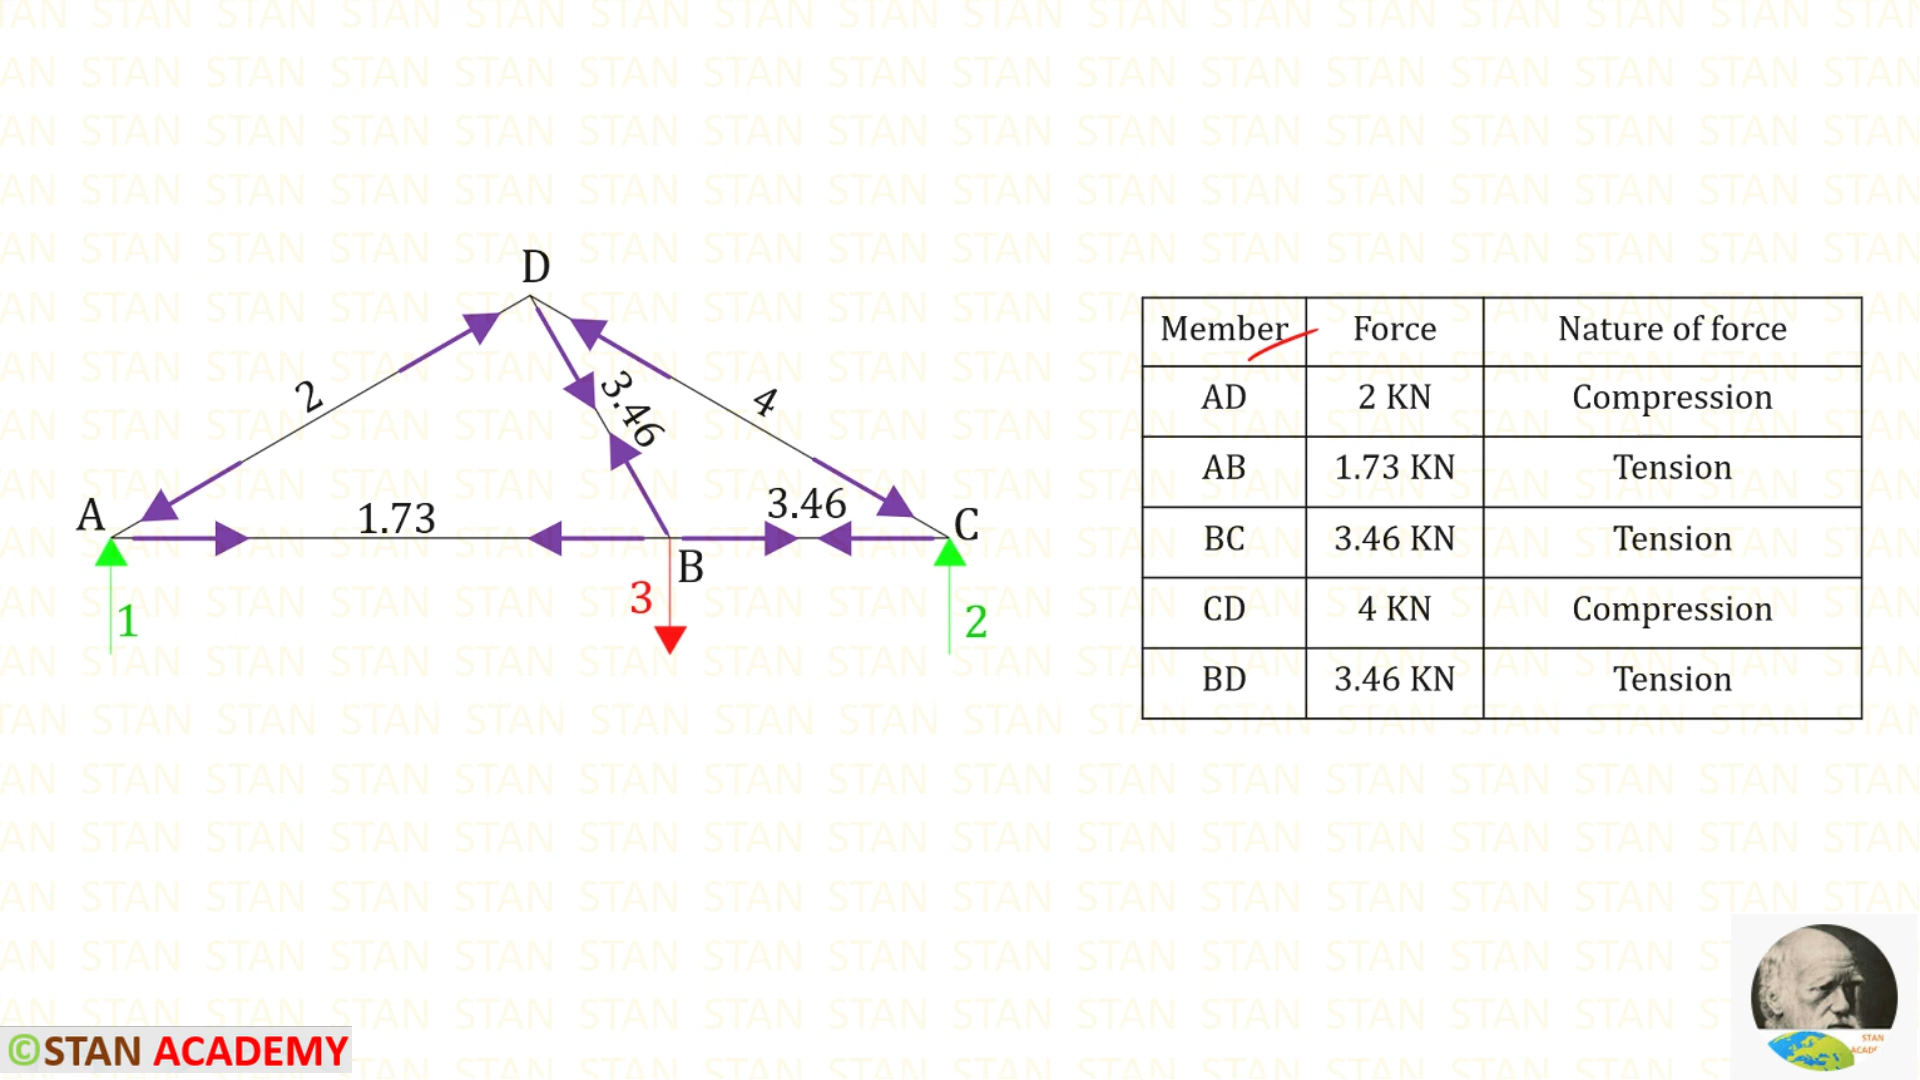 D
2
3.46
4
A
1.73
3.46
C
B
1
3
2
Member Force Nature of force
AD 2 KN Compression
AB 1.73 KN Tension
BC 3.46 KN Tension
CD 4 KN Compression
BD 3.46 KN Tension
©STAN ACADEMY
STAN